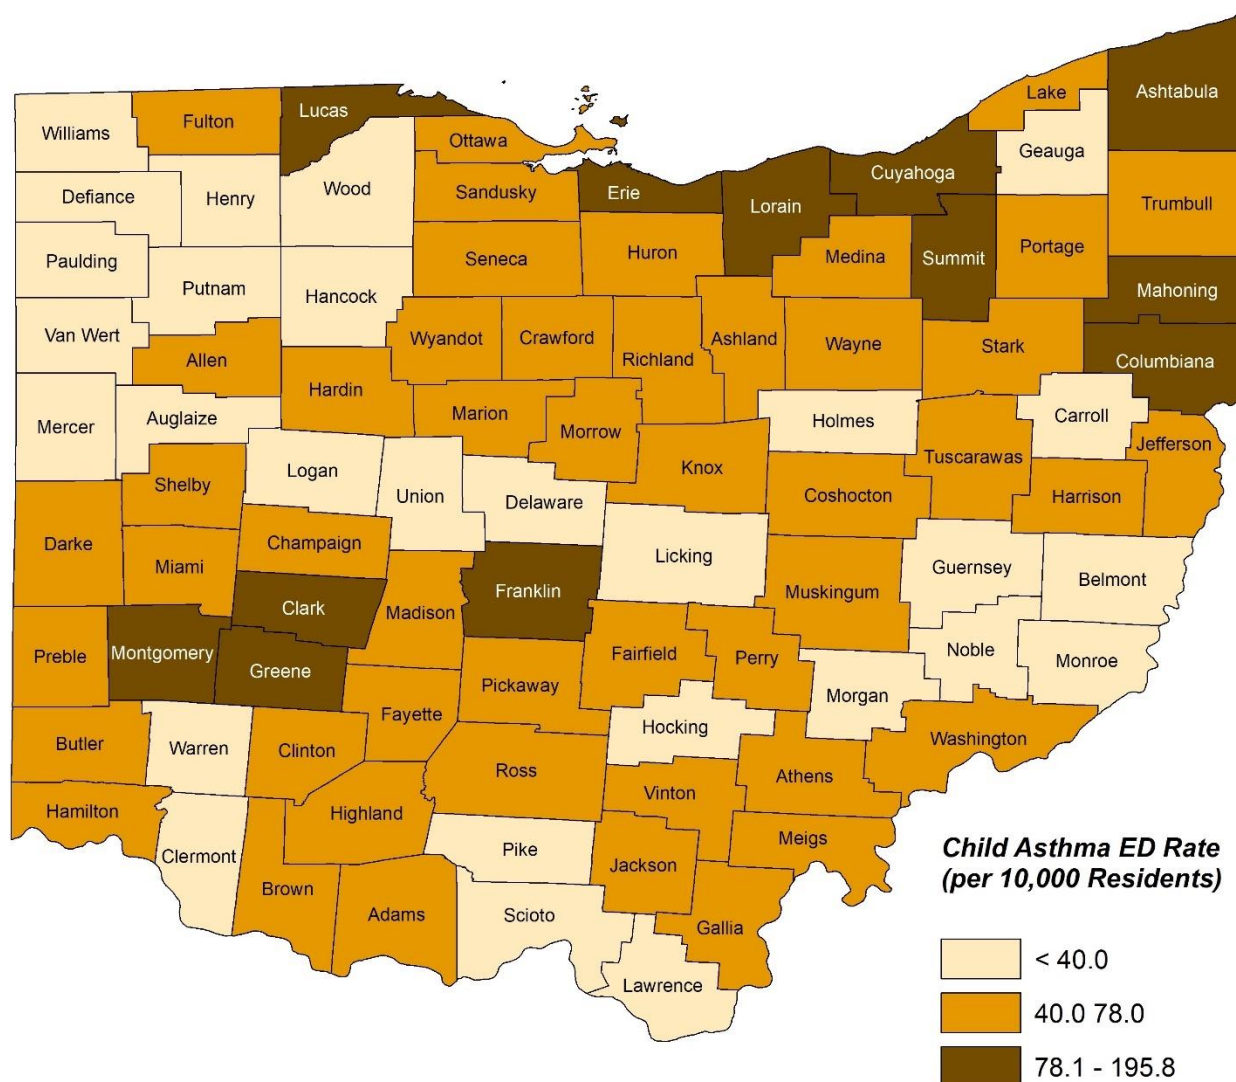 Lucas
Lake
Ashtabula
Williams
Fulton
Ottawa
Geauga
Defiance
Henry
Wood
Sandusky
Erie
Lorain
Cuyahoga
Trumbull
Paulding
Putnam
Hancock
Seneca
Huron
Medina
Summit
Portage
Mahoning
Van Wert
Allen
Wyandot
Crawford
Richland
Ashland
Wayne
Stark
Columbiana
Mercer
Auglaize
Hardin
Marion
Morrow
Holmes
Carroll
Jefferson
Shelby
Logan
Union
Delaware
Knox
Coshocton
Tuscarawas
Harrison
Darke
Miami
Champaign
Licking
Muskingum
Guernsey
Belmont
Clark
Madison
Franklin
Preble
Montgomery
Greene
Pickaway
Fairfield
Perry
Morgan
Noble
Monroe
Butler
Warren
Clinton
Fayette
Ross
Hocking
Athens
Washington
Hamilton
Clermont
Highland
Pike
Vinton
Meigs
Brown
Adams
Scioto
Jackson
Gallia
Lawrence
Child Asthma ED Rate
(per 10,000 Residents)
< 40.0
40.0 78.0
78.1 - 195.8